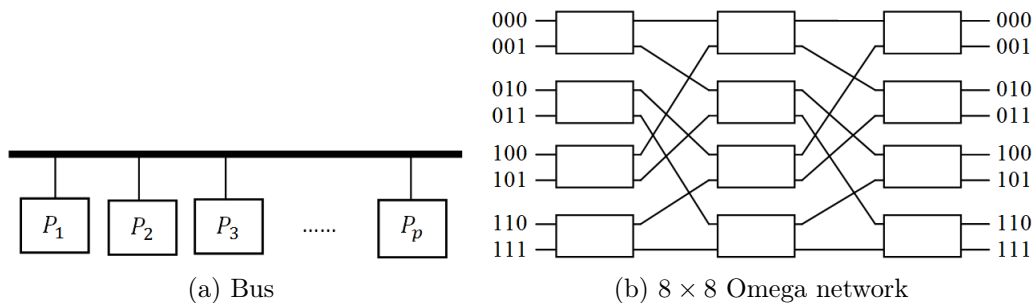 000 000
001 001
010 010
011 011
100 100
101 101
110 110
111 111
P₁ P₂ P₃ ...... Pₚ
(a) Bus
(b) 8 × 8 Omega network